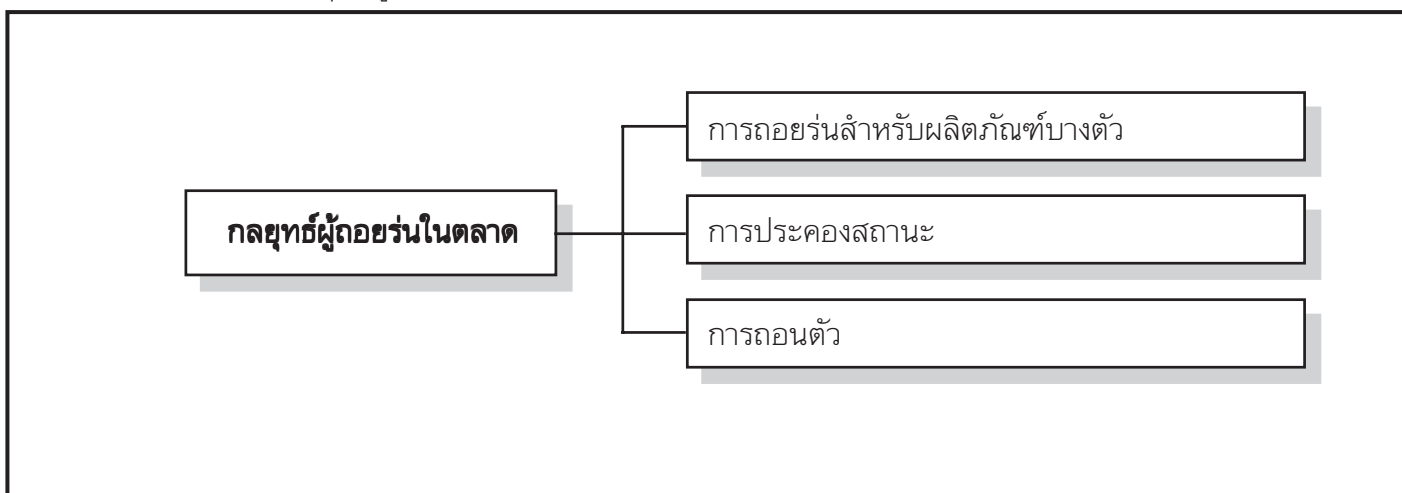 การถอยร่นสำหรับผลิตภัณฑ์บางตัว
กลยุทธ์ผู้ถอยร่นในตลาด
การประคองสถานะ
การถอนตัว